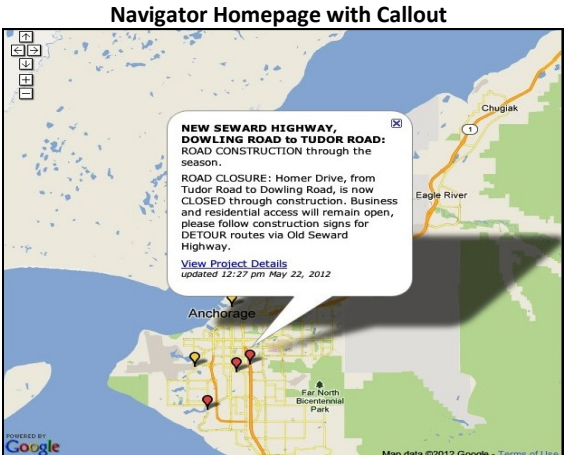 Navigator Homepage with Callout
Chugiak
1
NEW SEWARD HIGHWAY,
DOWLING ROAD to TUDOR ROAD:
ROAD CONSTRUCTION through the
season.
ROAD CLOSURE: Homer Drive, from
Tudor Road to Dowling Road, is now
CLOSED through construction. Business
and residential access will remain open,
please follow construction signs for
DETOUR routes via Old Seward
Highway.
View Project Details
updated 12:27 pm May 22, 2012
Eagle River
Anchorage
Far North
Bicentennial
Park
POWERED BY
Google
Map data ©2012 Google - Terms of Use